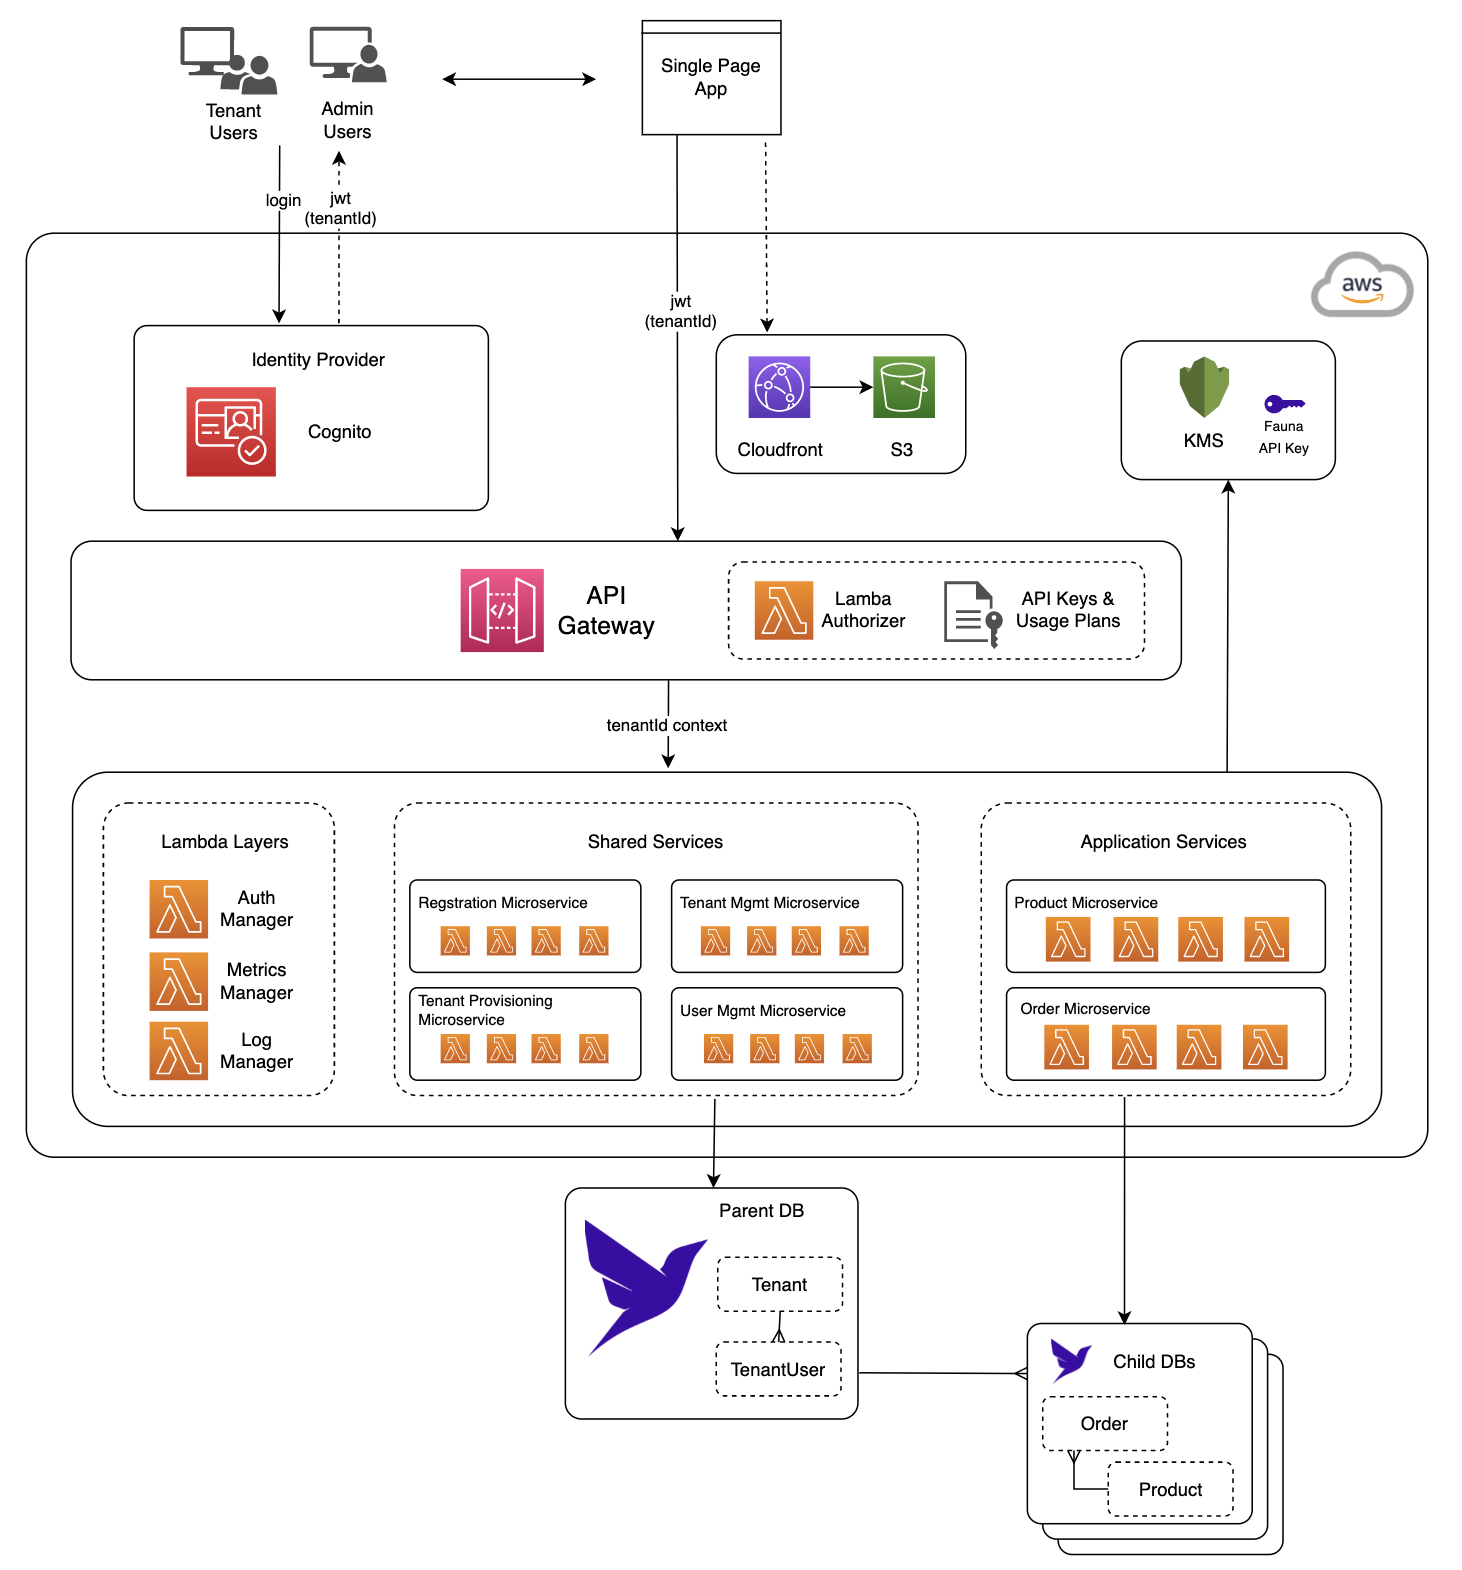 Tenant
Users
Admin
Users
Single Page
App
login
jwt
(tenantId)
jwt
(tenantId)
aws
Identity Provider
Cognito
Cloudfront
S3
KMS
Fauna
API Key
API
Gateway
Lamba
Authorizer
API Keys &
Usage Plans
tenantId context
Lambda Layers
Auth
Manager
Metrics
Manager
Log
Manager
Shared Services
Regstration Microservice
Tenant Mgmt Microservice
Tenant Provisioning
Microservice
User Mgmt Microservice
Application Services
Product Microservice
Order Microservice
Parent DB
Tenant
TenantUser
Child DBs
Order
Product